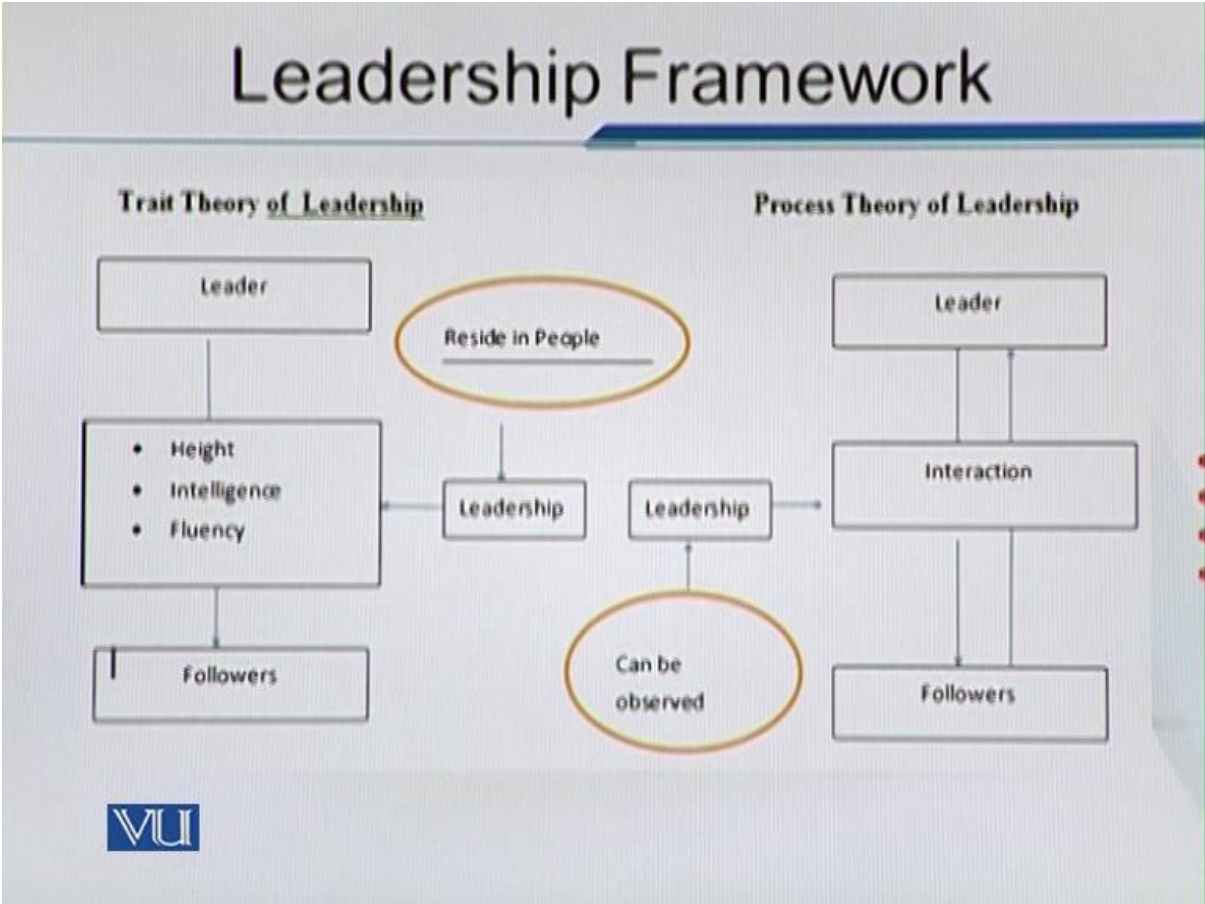 Leadership Framework
Trait Theory of Leadership
Leader
• Height
• Intelligence
• Fluency
Followers
Reside in People
Leadership
Process Theory of Leadership
Leader
Leadership
Interaction
Can be
observed
Followers
VU